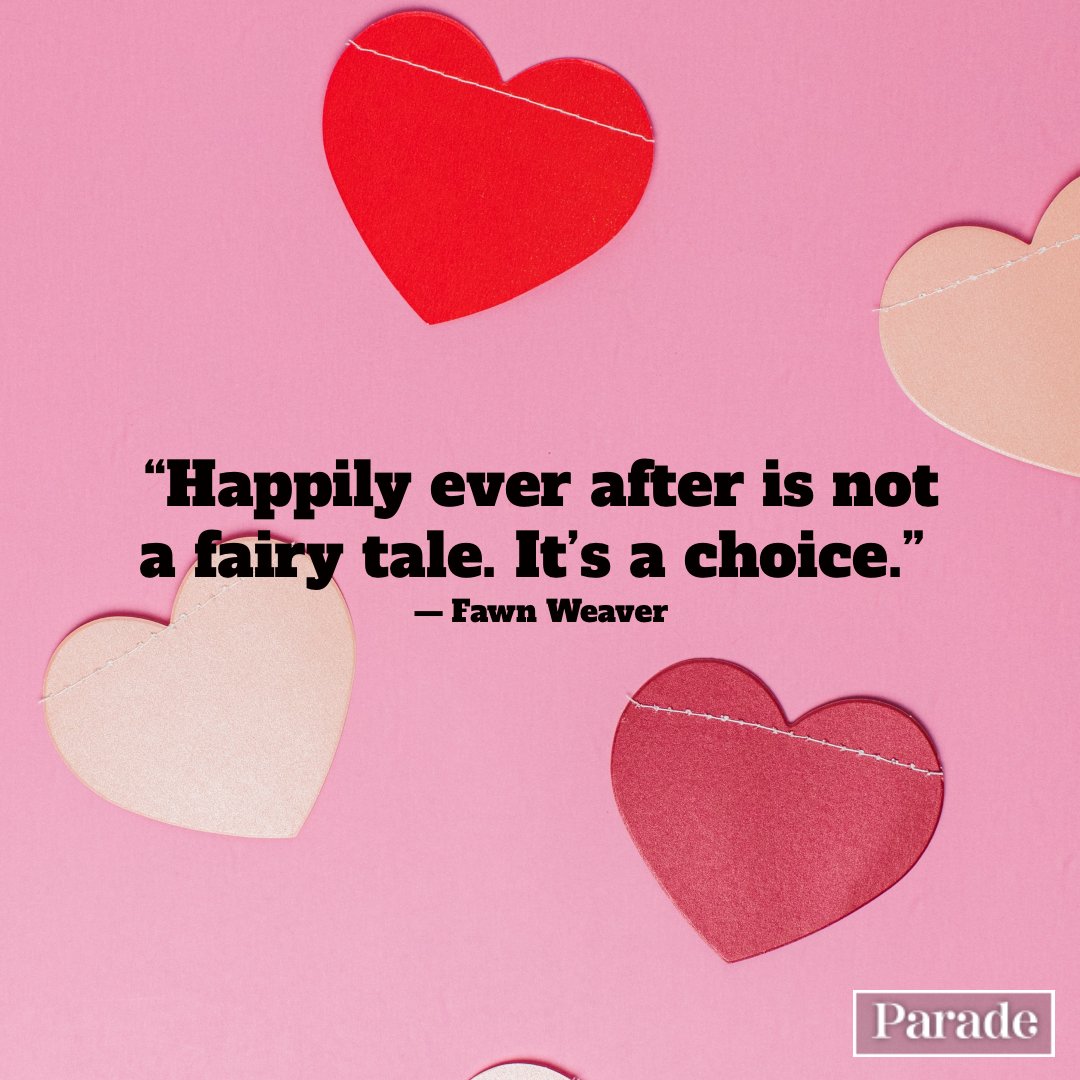 “Happily ever after is not
a fairy tale. It’s a choice.”
— Fawn Weaver
Parade